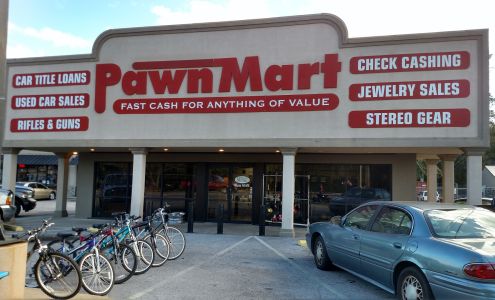 CAR TITLE LOANS
USED CAR SALES
RIFLES & GUNS
PawnMart
FAST CASH FOR ANYTHING OF VALUE
CHECK CASHING
JEWELRY SALES
STEREO GEAR